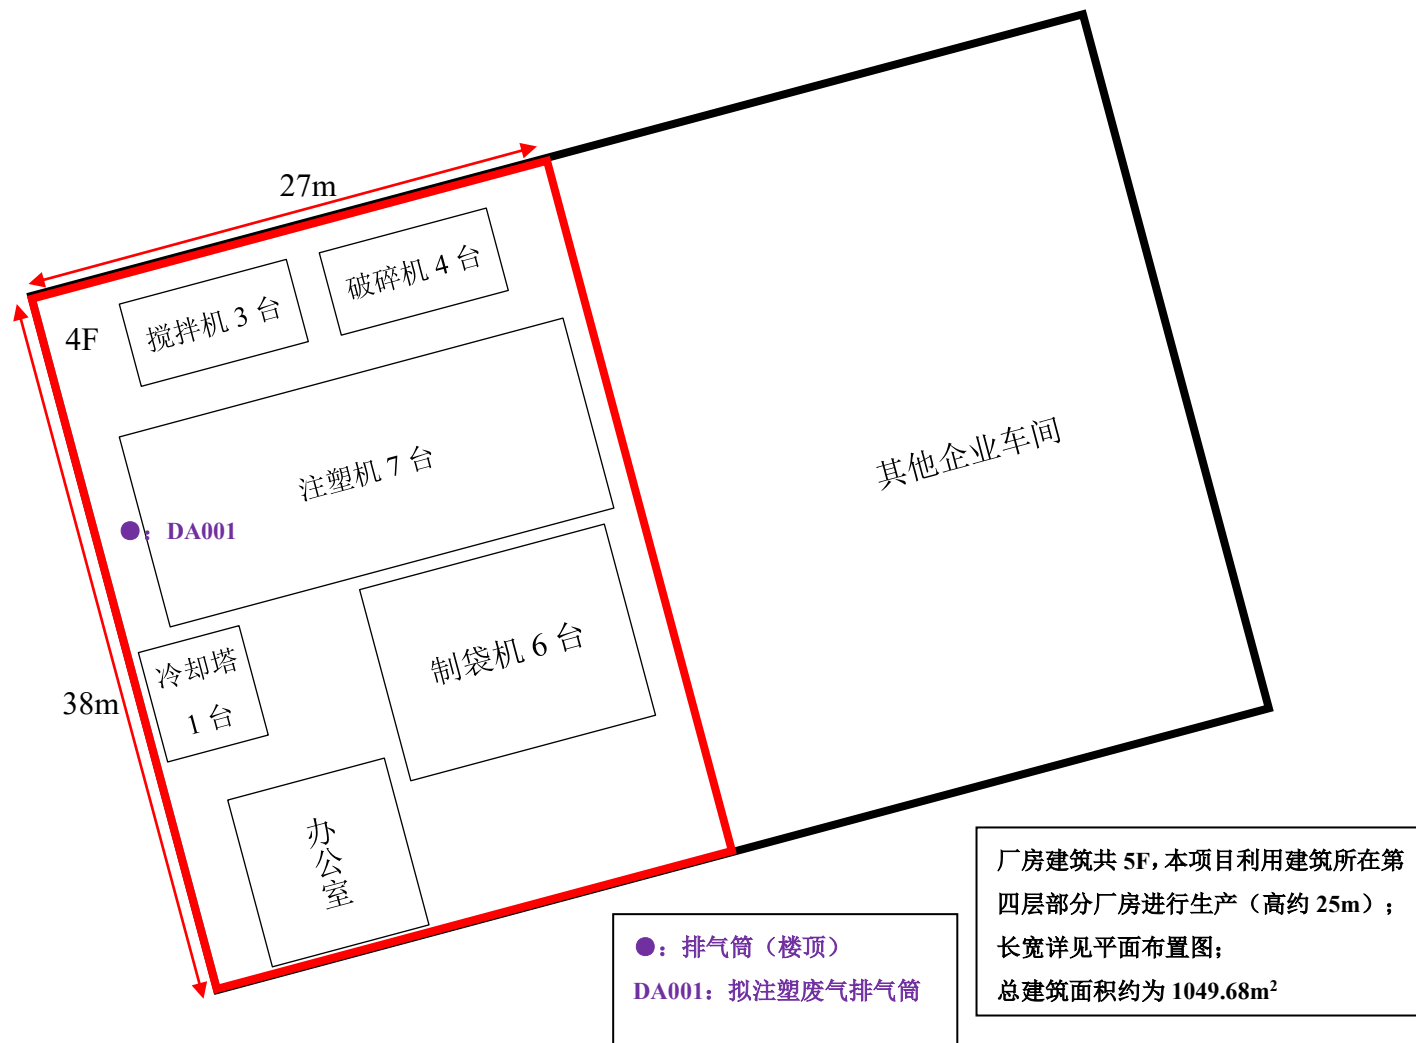 27m
破碎机 4 台
搅拌机 3 台
4F
注塑机 7 台
其他企业车间
●：DA001
制袋机 6 台
冷却塔
1 台
38m
办公室
厂房建筑共 5F，本项目利用建筑所在第
四层部分厂房进行生产（高约 25m）；
长宽详见平面布置图；
总建筑面积约为 1049.68m²
●：排气筒（楼顶）
DA001：拟注塑废气排气筒